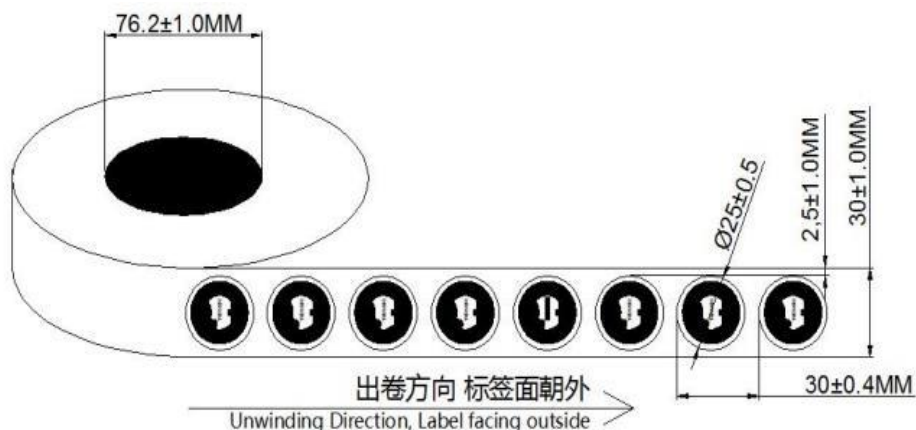 76.2±1.0MM
Ø25±0.5
2,5±1.0MM
30±1.0MM
30±0.4MM
出卷方向 标签面朝外
Unwinding Direction, Label facing outside